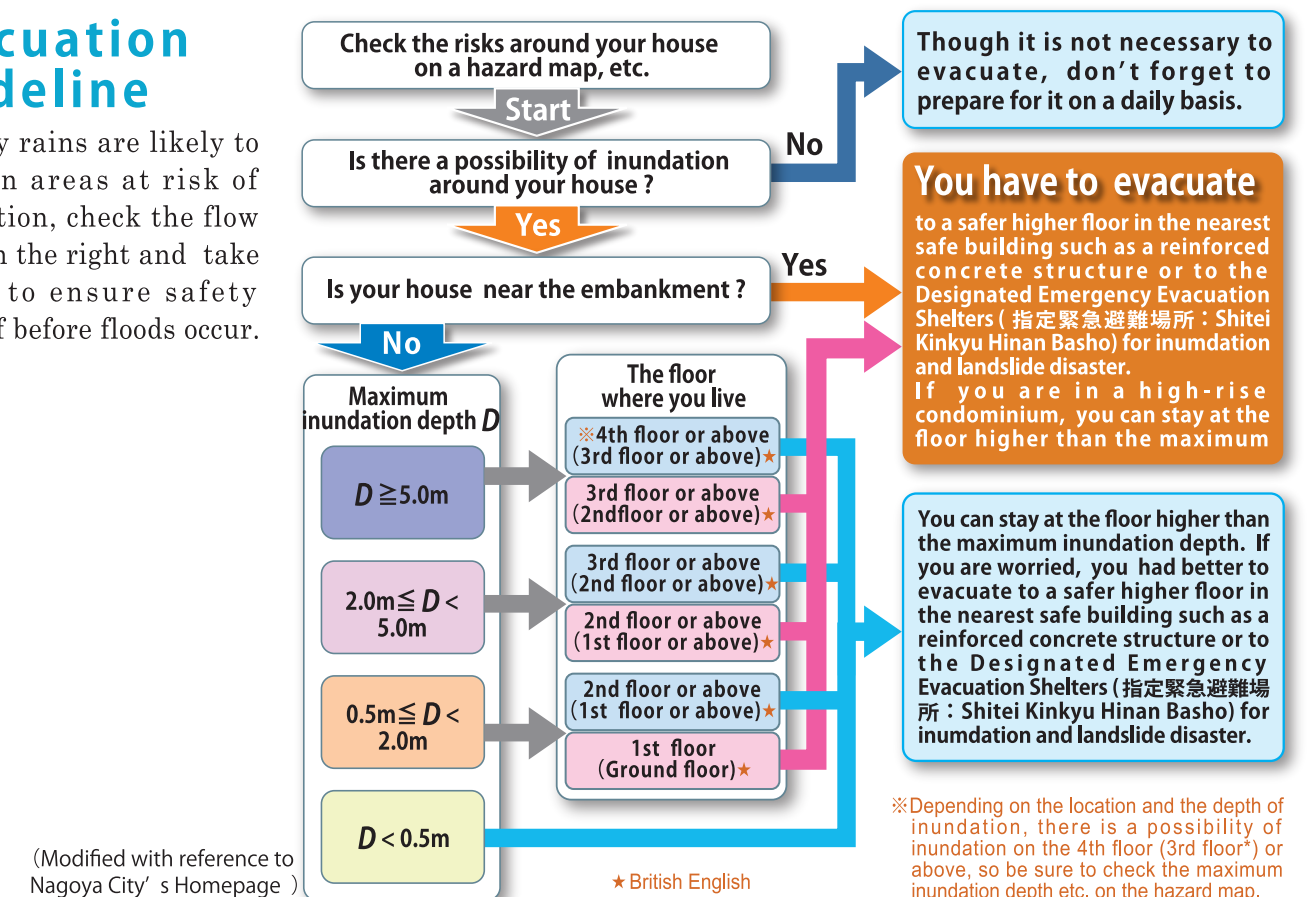 cuation
deline
y rains are likely to
n areas at risk of
tion, check the flow
n the right and take
to ensure safety
f before floods occur.
Check the risks around your house
on a hazard map, etc.
Start
Is there a possibility of inundation
around your house ?
No
Yes
Is your house near the embankment ?
Yes
No
Maximum
inundation depth D
D ≧5.0m
2.0m≦ D <
5.0m
0.5m≦ D <
2.0m
D < 0.5m
The floor
where you live
※4th floor or above
(3rd floor or above)★
3rd floor or above
(2ndfloor or above)★
3rd floor or above
(2nd floor or above)★
2nd floor or above
(1st floor or above)★
2nd floor or above
(1st floor or above)★
1st floor
(Ground floor)★
Though it is not necessary to
evacuate, don't forget to
prepare for it on a daily basis.
You have to evacuate
to a safer higher floor in the nearest
safe building such as a reinforced
concrete structure or to the
Designated Emergency Evacuation
Shelters ( 指定緊急避難場所：Shitei
Kinkyu Hinan Basho) for inumdation
and landslide disaster.
If you are in a high-rise
condominium, you can stay at the
floor higher than the maximum
You can stay at the floor higher than
the maximum inundation depth. If
you are worried, you had better to
evacuate to a safer higher floor in
the nearest safe building such as a
reinforced concrete structure or to
the Designated Emergency
Evacuation Shelters ( 指定緊急避難場
所：Shitei Kinkyu Hinan Basho) for
inumdation and landslide disaster.
※Depending on the location and the depth of
inundation, there is a possibility of
inundation on the 4th floor (3rd floor*) or
above, so be sure to check the maximum
inundation depth etc. on the hazard map.
★ British English
（Modified with reference to
Nagoya City' s Homepage ）